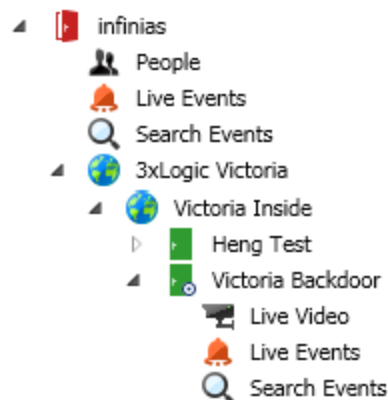 infinias
People
Live Events
Search Events
3xLogic Victoria
Victoria Inside
Heng Test
Victoria Backdoor
Live Video
Live Events
Search Events